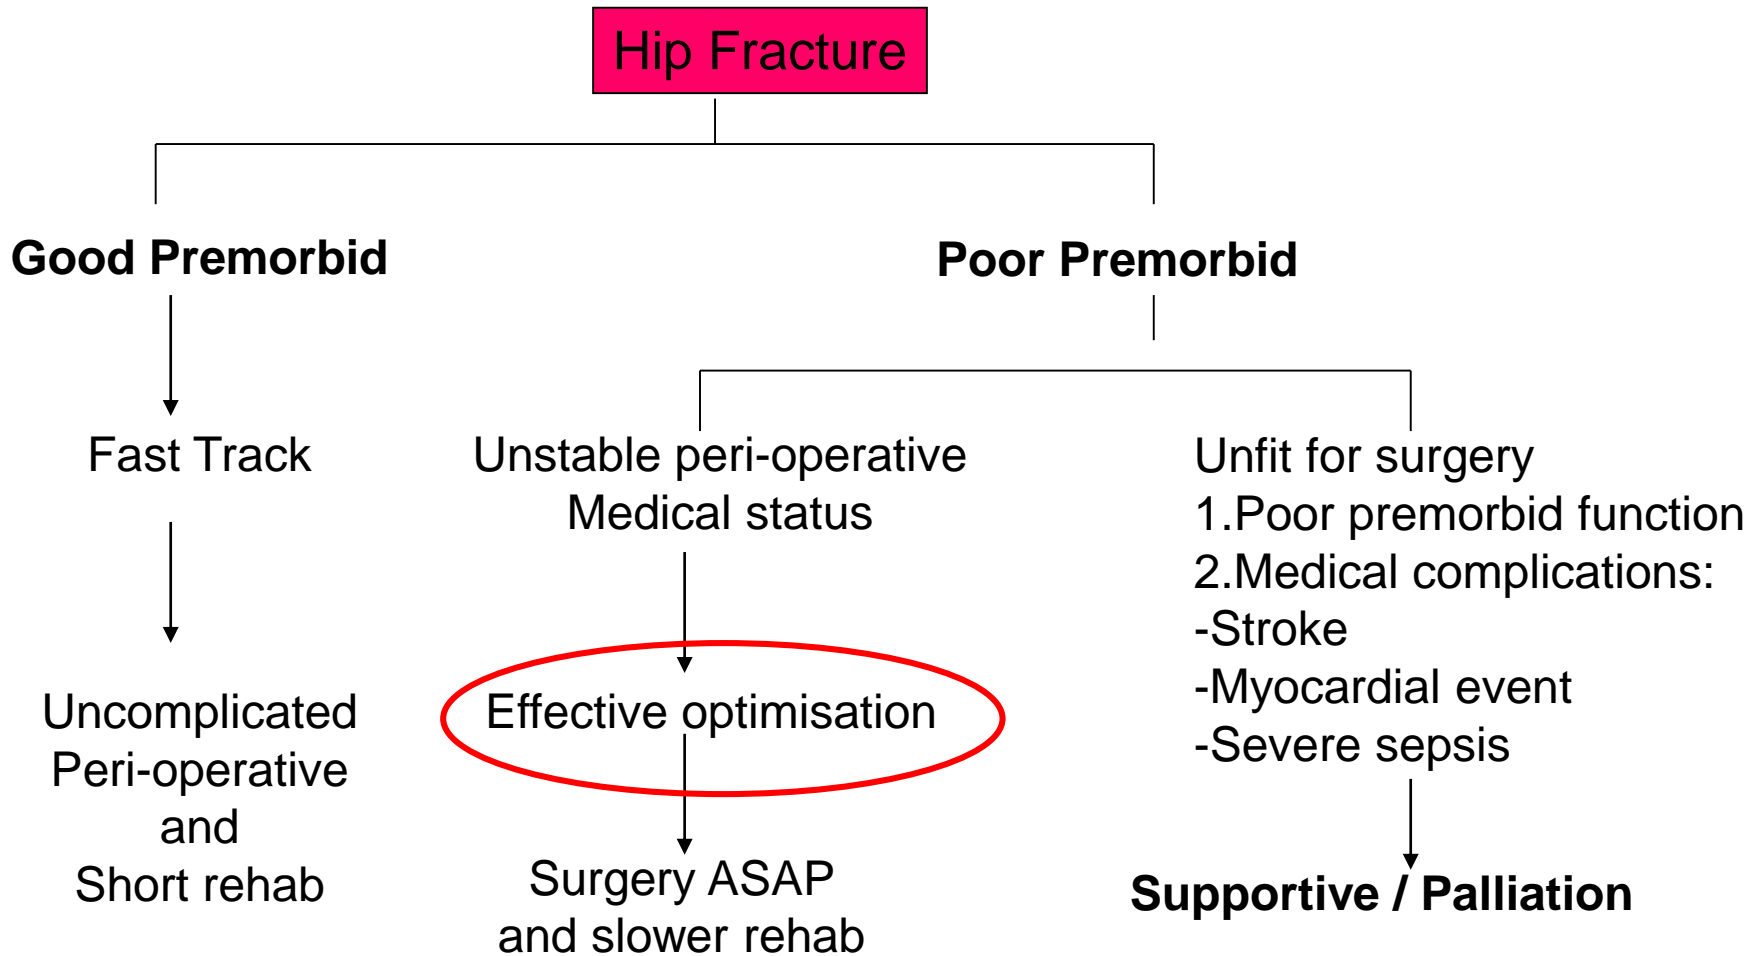 Hip Fracture
Good Premorbid
Poor Premorbid
Fast Track
Uncomplicated
Peri-operative
and
Short rehab
Unstable peri-operative
Medical status
Effective optimisation
Surgery ASAP
and slower rehab
Unfit for surgery
1.Poor premorbid function
2.Medical complications:
-Stroke
-Myocardial event
-Severe sepsis
Supportive / Palliation